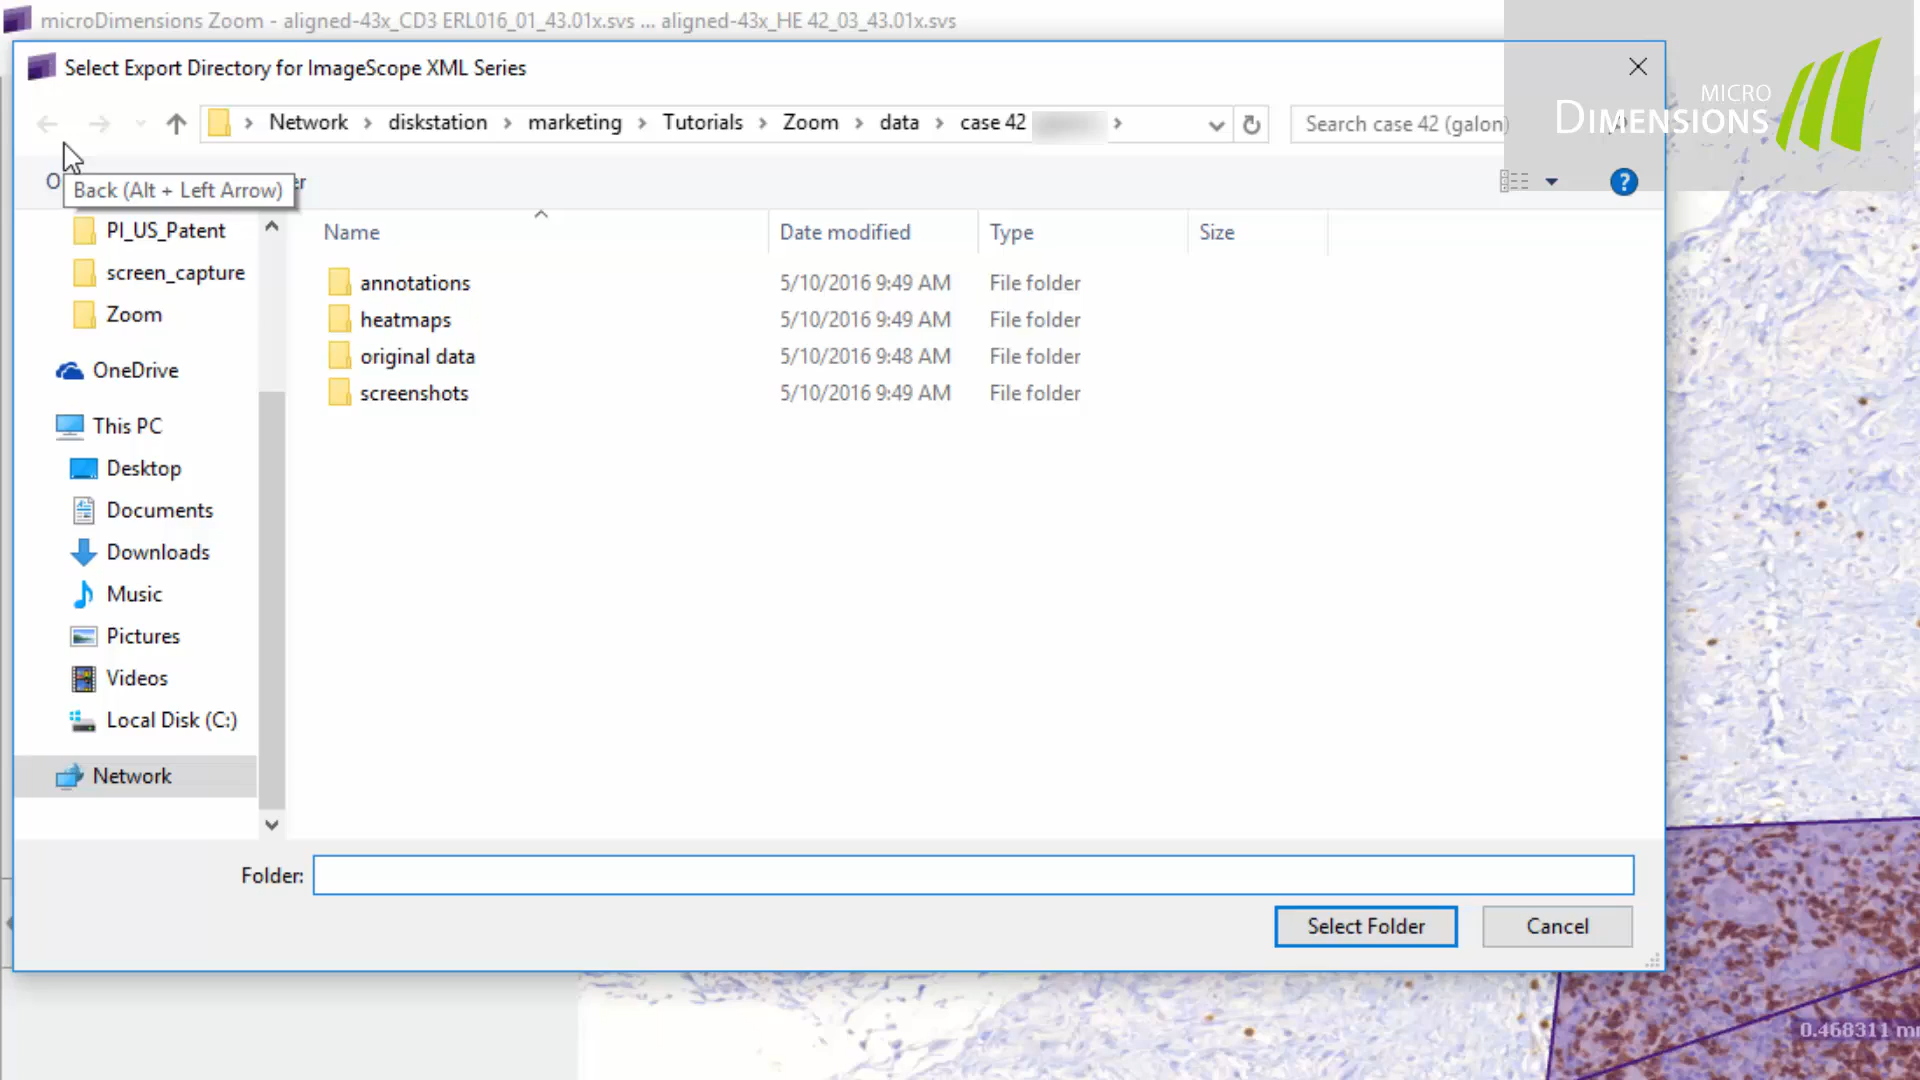 microDimensions Zoom - aligned-43x_CD3 ERL016_01_43.01x.svs ... aligned-43x_HE 42_03_43.01x.svs
Select Export Directory for ImageScope XML Series
MICRO
DIMENSIONS
Network > diskstation > marketing > Tutorials > Zoom > data > case 42 >
Search case 42 (galon)
Back (Alt + Left Arrow)
PI_US_Patent
screen_capture
Zoom
OneDrive
This PC
Desktop
Documents
Downloads
Music
Pictures
Videos
Local Disk (C:)
Network
Name Date modified Type Size
annotations 5/10/2016 9:49 AM File folder
heatmaps 5/10/2016 9:49 AM File folder
original data 5/10/2016 9:48 AM File folder
screenshots 5/10/2016 9:49 AM File folder
Folder:
Select Folder Cancel
0.468311